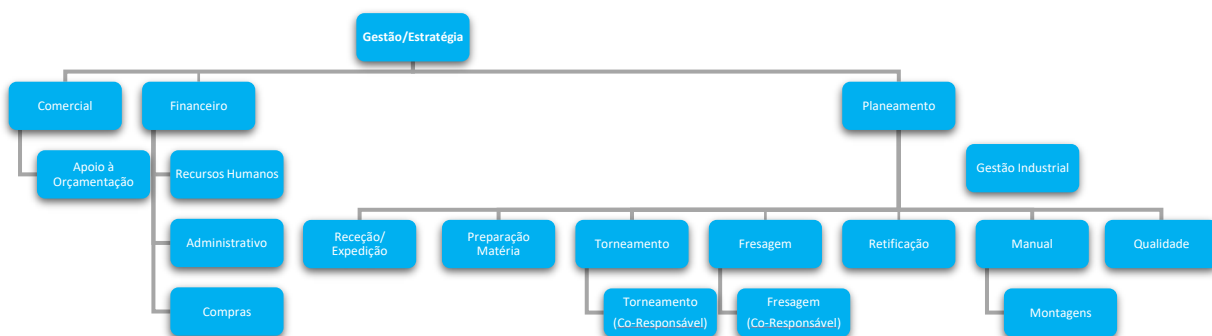 Gestão/Estratégia
Comercial
Financeiro
Planeamento
Apoio à
Orçamentação
Recursos Humanos
Gestão Industrial
Administrativo
Receção/
Expedição
Preparação
Matéria
Torneamento
Fresagem
Retificação
Manual
Qualidade
Compras
Torneamento
(Co-Responsável)
Fresagem
(Co-Responsável)
Montagens